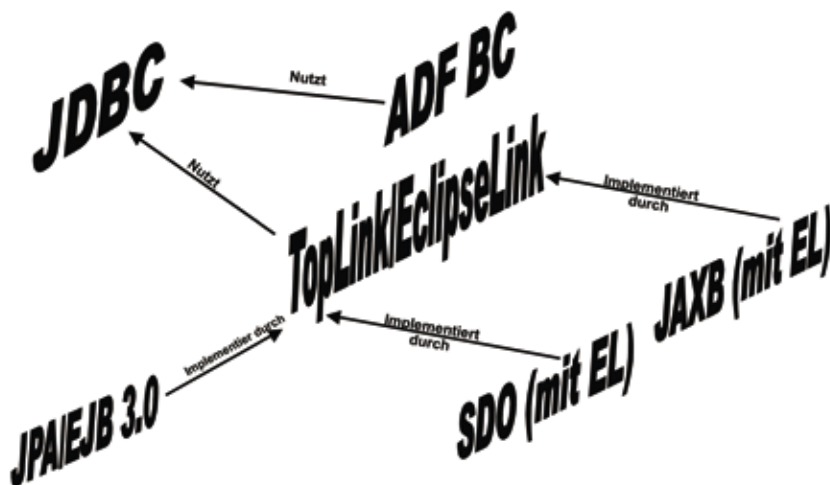 JDBC
Nutzt
ADF BC
Nutzt
TopLink/EclipseLink
Implementiert
durch
JAXB (mit EL)
Implementier durch
Implementiert
durch
SDO (mit EL)
JPA/EJB 3.0